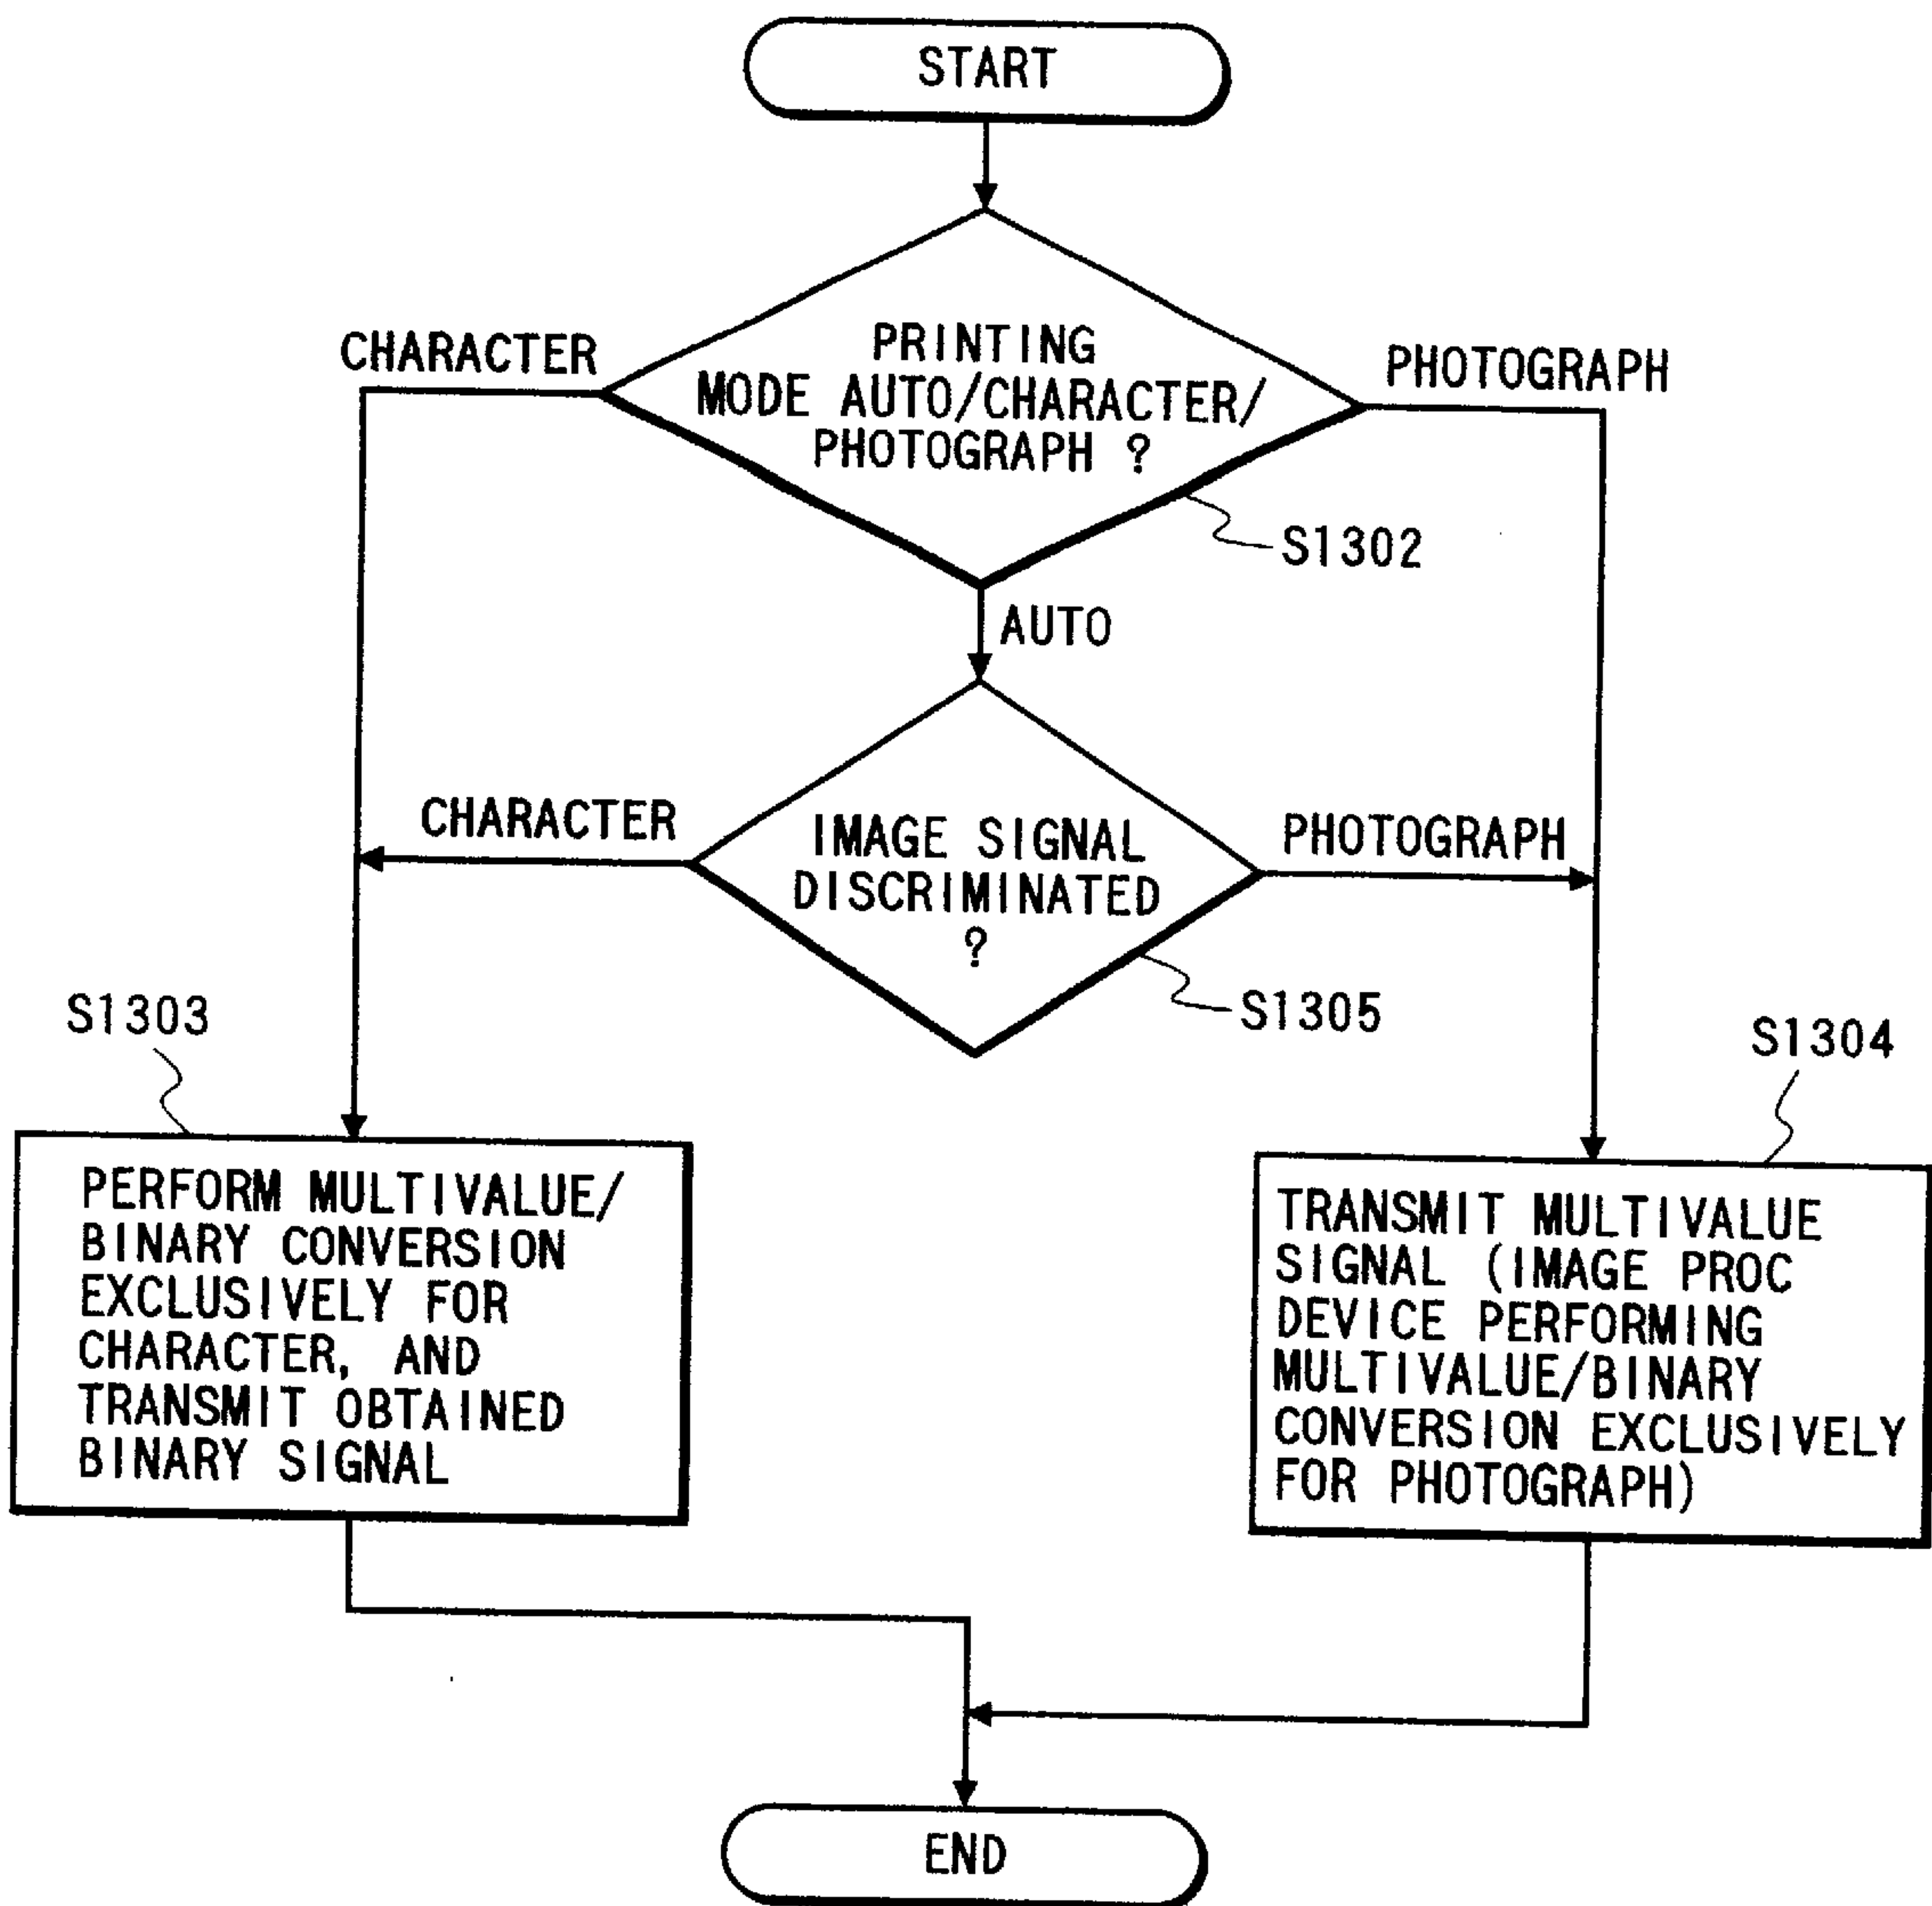 START
CHARACTER
PRINTING
MODE AUTO/CHARACTER/
PHOTOGRAPH ?
PHOTOGRAPH
S1302
AUTO
CHARACTER
IMAGE SIGNAL
DISCRIMINATED
?
PHOTOGRAPH
S1305
S1303
S1304
PERFORM MULTIVALUE/
BINARY CONVERSION
EXCLUSIVELY FOR
CHARACTER, AND
TRANSMIT OBTAINED
BINARY SIGNAL
TRANSMIT MULTIVALUE
SIGNAL (IMAGE PROC
DEVICE PERFORMING
MULTIVALUE/BINARY
CONVERSION EXCLUSIVELY
FOR PHOTOGRAPH)
END